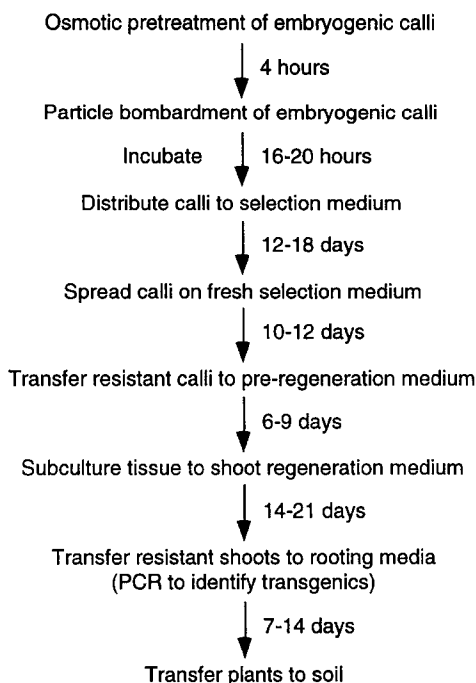 Osmotic pretreatment of embryogenic calli
4 hours
Particle bombardment of embryogenic calli
Incubate 16-20 hours
Distribute calli to selection medium
12-18 days
Spread calli on fresh selection medium
10-12 days
Transfer resistant calli to pre-regeneration medium
6-9 days
Subculture tissue to shoot regeneration medium
14-21 days
Transfer resistant shoots to rooting media
(PCR to identify transgenics)
7-14 days
Transfer plants to soil